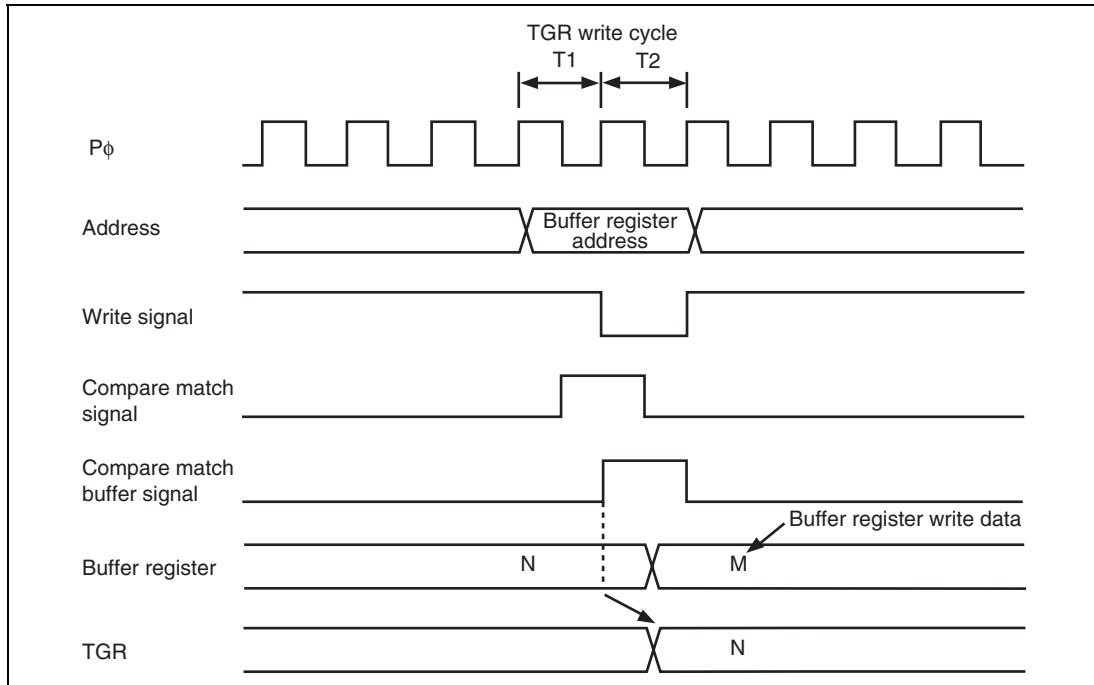 TGR write cycle
T1 T2
Pϕ
Address
Buffer register
address
Write signal
Compare match
signal
Compare match
buffer signal
Buffer register write data
Buffer register
N M
TGR
N